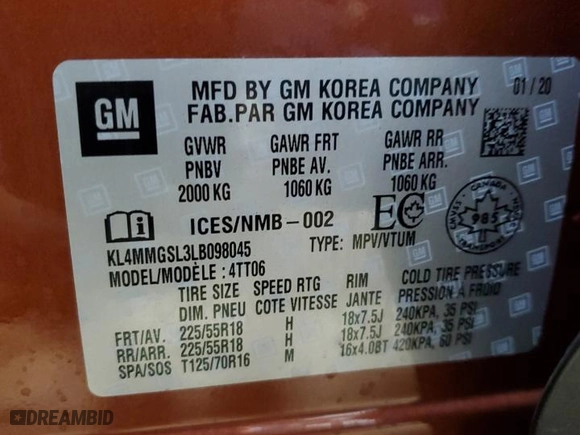 GM
MFD BY GM KOREA COMPANY 01/20
FAB.PAR GM KOREA COMPANY
GVWR GAWR FRT GAWR RR
PNBV PNBE AV. PNBE ARR.
2000 KG 1060 KG 1060 KG
ICES/NMB-002 EC
CANADA
985
TRANSPORT
KL4MMGSL3LB098045 TYPE: MPV/VTUM
MODEL/MODÈLE : 4TT06
TIRE SIZE SPEED RTG RIM COLD TIRE PRESSURE
DIM. PNEU COTE VITESSE JANTE PRESSION A FROID
FRT/AV. 225/55R18 H 18x7.5J 240KPA, 35 PSI
RR/ARR. 225/55R18 H 18x7.5J 240KPA, 35 PSI
SPA/SOS T125/70R16 M 16x4.0BT 420KPA, 60 PSI
DREAMBID